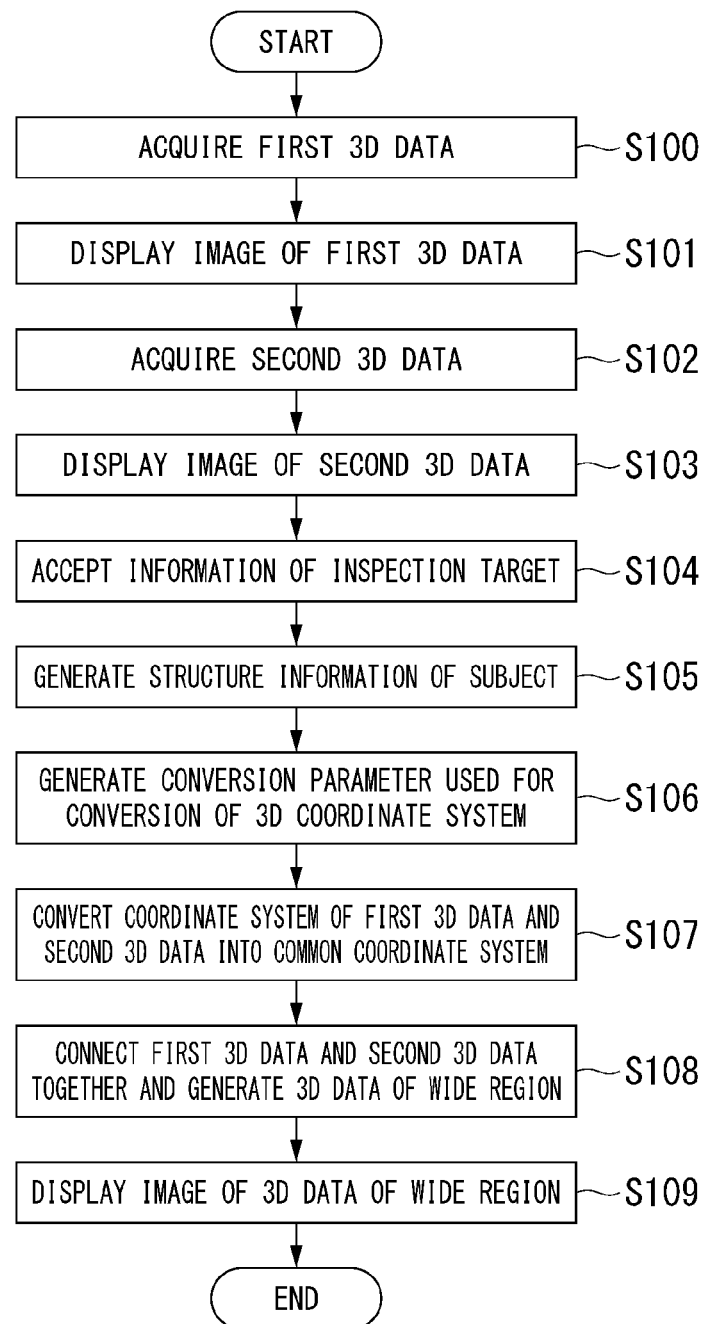 START
ACQUIRE FIRST 3D DATA
S100
DISPLAY IMAGE OF FIRST 3D DATA
S101
ACQUIRE SECOND 3D DATA
S102
DISPLAY IMAGE OF SECOND 3D DATA
S103
ACCEPT INFORMATION OF INSPECTION TARGET
S104
GENERATE STRUCTURE INFORMATION OF SUBJECT
S105
GENERATE CONVERSION PARAMETER USED FOR
CONVERSION OF 3D COORDINATE SYSTEM
S106
CONVERT COORDINATE SYSTEM OF FIRST 3D DATA AND
SECOND 3D DATA INTO COMMON COORDINATE SYSTEM
S107
CONNECT FIRST 3D DATA AND SECOND 3D DATA
TOGETHER AND GENERATE 3D DATA OF WIDE REGION
S108
DISPLAY IMAGE OF 3D DATA OF WIDE REGION
S109
END